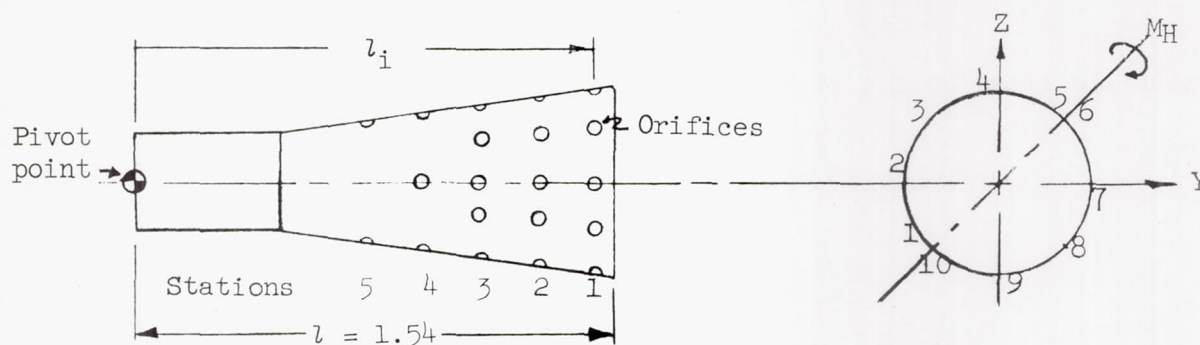 l_i
Pivot
point
Orifices
Stations 5 4 3 2 1
l = 1.54
Z
M_H
Y
1
2
3
4
5
6
7
8
9
10